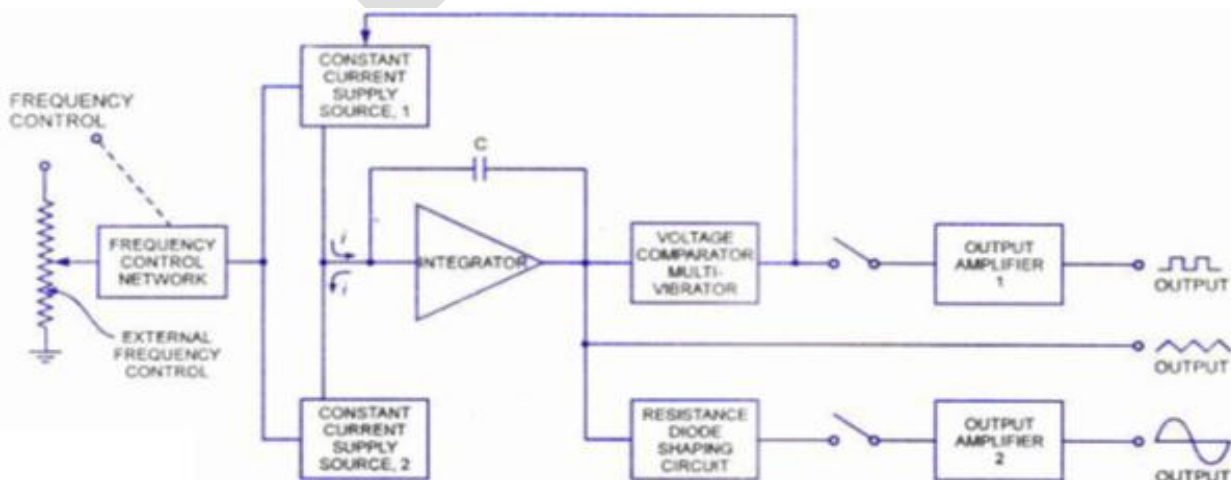 CONSTANT
CURRENT
SUPPLY
SOURCE, 1
FREQUENCY
CONTROL
C
FREQUENCY
CONTROL
NETWORK
i
i
INTEGRATOR
VOLTAGE
COMPARATOR
MULTI-
VIBRATOR
OUTPUT
AMPLIFIER
1
OUTPUT
EXTERNAL
FREQUENCY
CONTROL
OUTPUT
CONSTANT
CURRENT
SUPPLY
SOURCE, 2
RESISTANCE
DIODE
SHAPING
CIRCUIT
OUTPUT
AMPLIFIER
2
OUTPUT